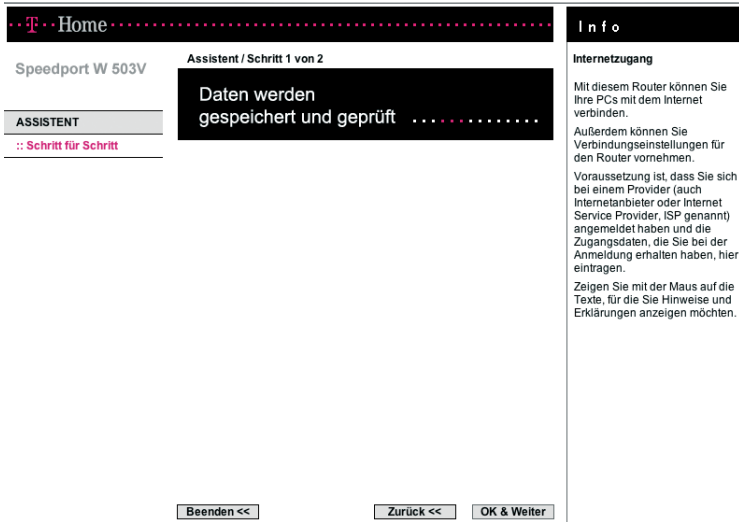 T Home
Speedport W 503V
ASSISTENT
:: Schritt für Schritt
Assistent / Schritt 1 von 2
Daten werden
gespeichert und geprüft ...............
Beenden <<
Zurück <<
OK & Weiter
Info
Internetzugang
Mit diesem Router können Sie
Ihre PCs mit dem Internet
verbinden.
Außerdem können Sie
Verbindungseinstellungen für
den Router vornehmen.
Voraussetzung ist, dass Sie sich
bei einem Provider (auch
Internetanbieter oder Internet
Service Provider, ISP genannt)
angemeldet haben und die
Zugangsdaten, die Sie bei der
Anmeldung erhalten haben, hier
eintragen.
Zeigen Sie mit der Maus auf die
Texte, für die Sie Hinweise und
Erklärungen anzeigen möchten.